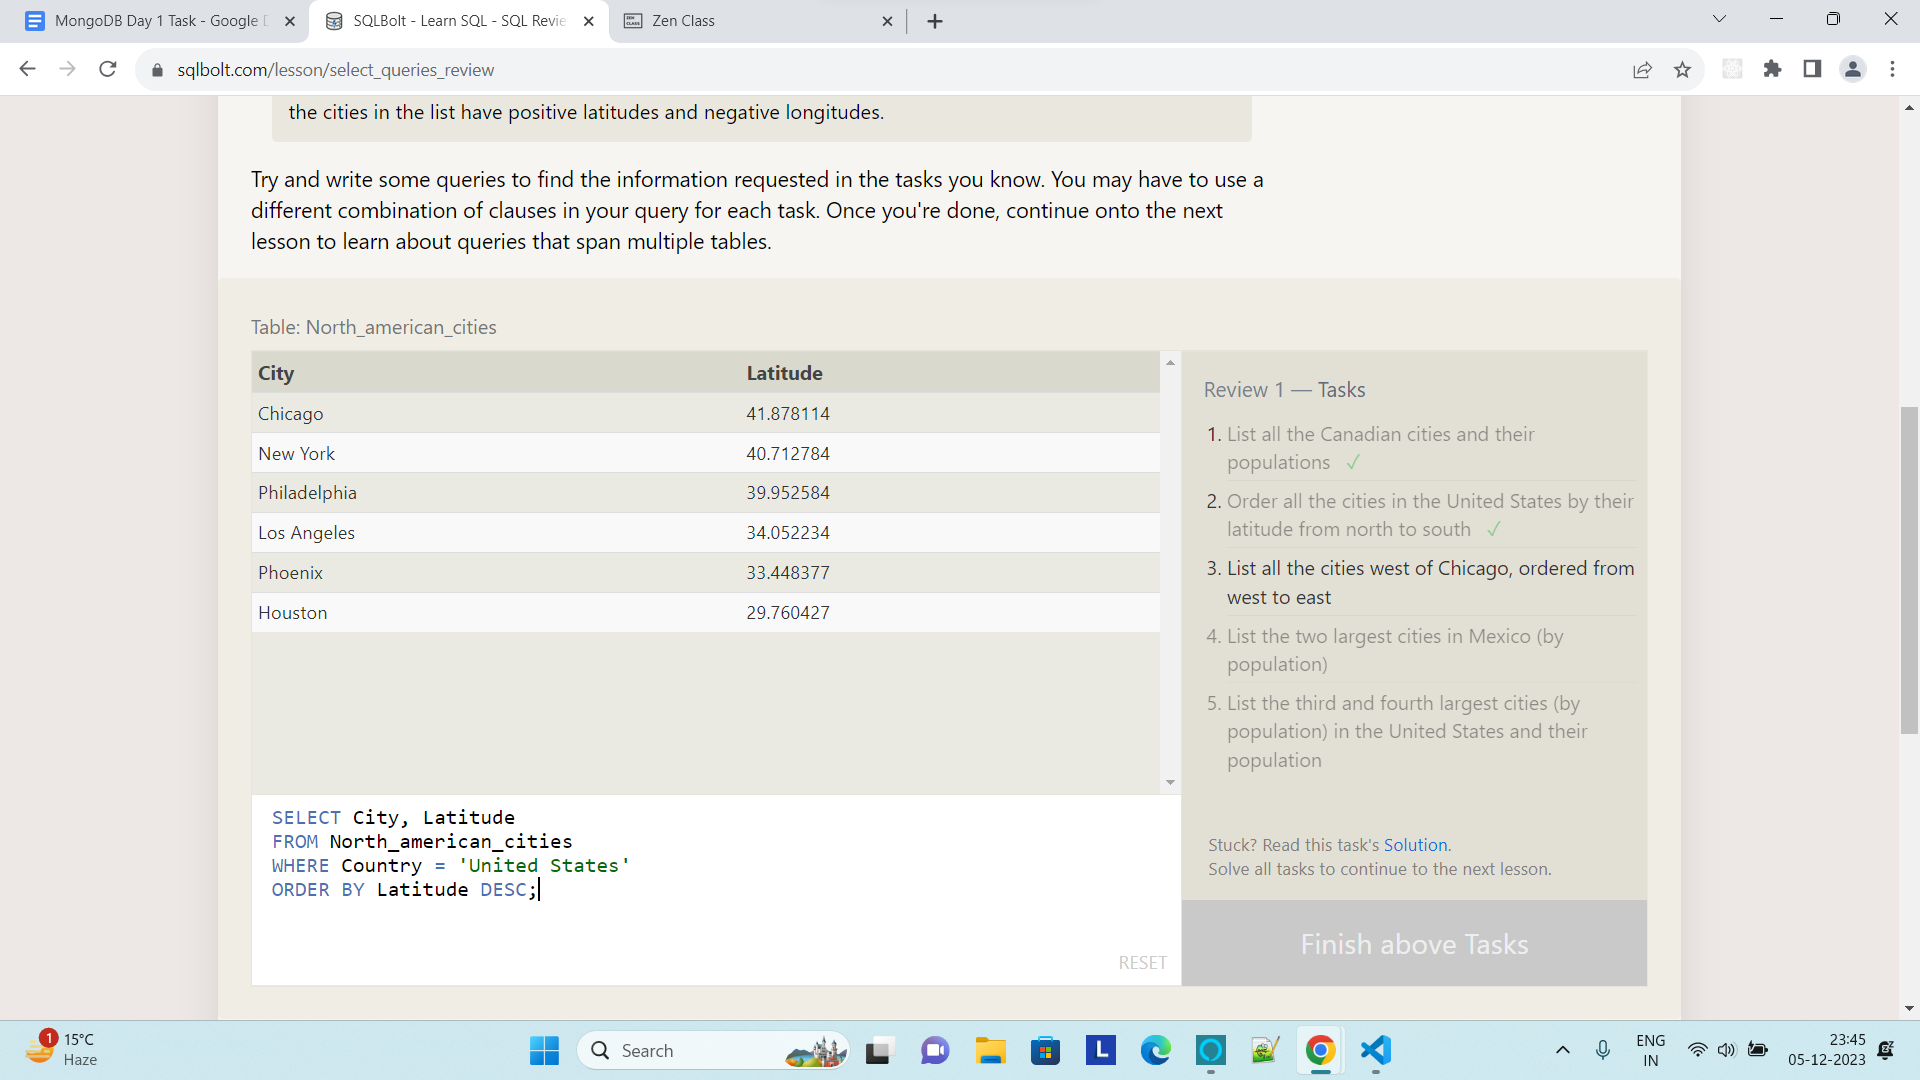 MongoDB Day 1 Task - Google D
SQLBolt - Learn SQL - SQL Revie
Zen Class
sqlbolt.com/lesson/select_queries_review
the cities in the list have positive latitudes and negative longitudes.
Try and write some queries to find the information requested in the tasks you know. You may have to use a
different combination of clauses in your query for each task. Once you're done, continue onto the next
lesson to learn about queries that span multiple tables.
Table: North_american_cities
City Latitude
Chicago 41.878114
New York 40.712784
Philadelphia 39.952584
Los Angeles 34.052234
Phoenix 33.448377
Houston 29.760427
SELECT City, Latitude
FROM North_american_cities
WHERE Country = 'United States'
ORDER BY Latitude DESC;
RESET
Review 1 — Tasks
1. List all the Canadian cities and their
populations ✓
2. Order all the cities in the United States by their
latitude from north to south ✓
3. List all the cities west of Chicago, ordered from
west to east
4. List the two largest cities in Mexico (by
population)
5. List the third and fourth largest cities (by
population) in the United States and their
population
Stuck? Read this task's Solution.
Solve all tasks to continue to the next lesson.
Finish above Tasks
1
15°C
Haze
Search
L
ENG
IN
23:45
05-12-2023